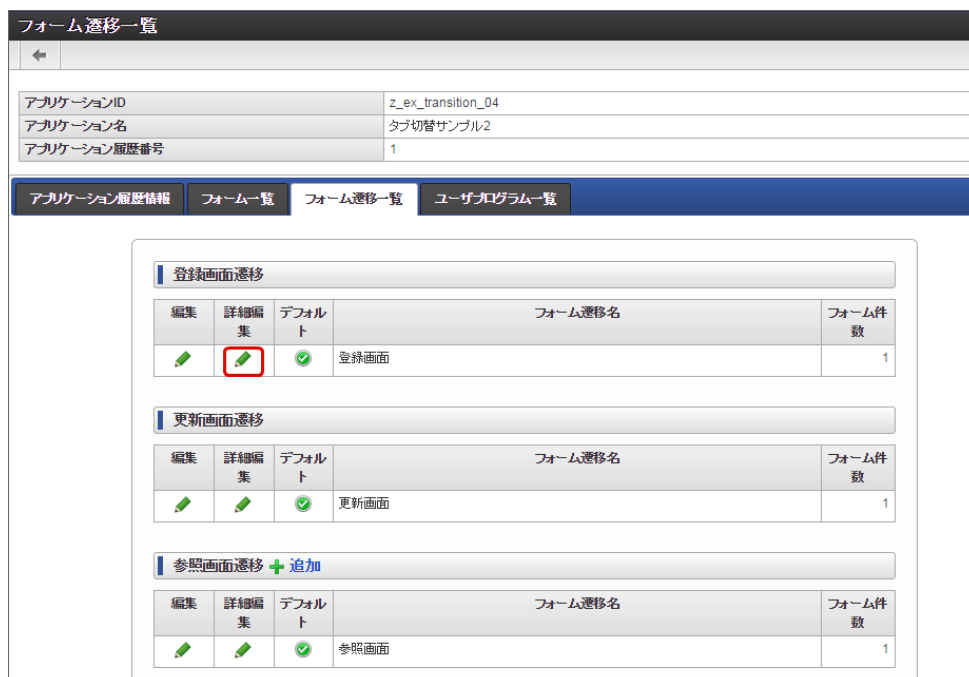 フォーム遷移一覧
アプリケーションID z_ex_transition_04
アプリケーション名 タブ切替サンプル2
アプリケーション履歴番号 1
アプリケーション履歴情報 フォーム一覧 フォーム遷移一覧 ユーザプログラム一覧
登録画面遷移
編集 詳細編集 デフォルト フォーム遷移名 フォーム件数
登録画面 1
更新画面遷移
編集 詳細編集 デフォルト フォーム遷移名 フォーム件数
更新画面 1
参照画面遷移 追加
編集 詳細編集 デフォルト フォーム遷移名 フォーム件数
参照画面 1